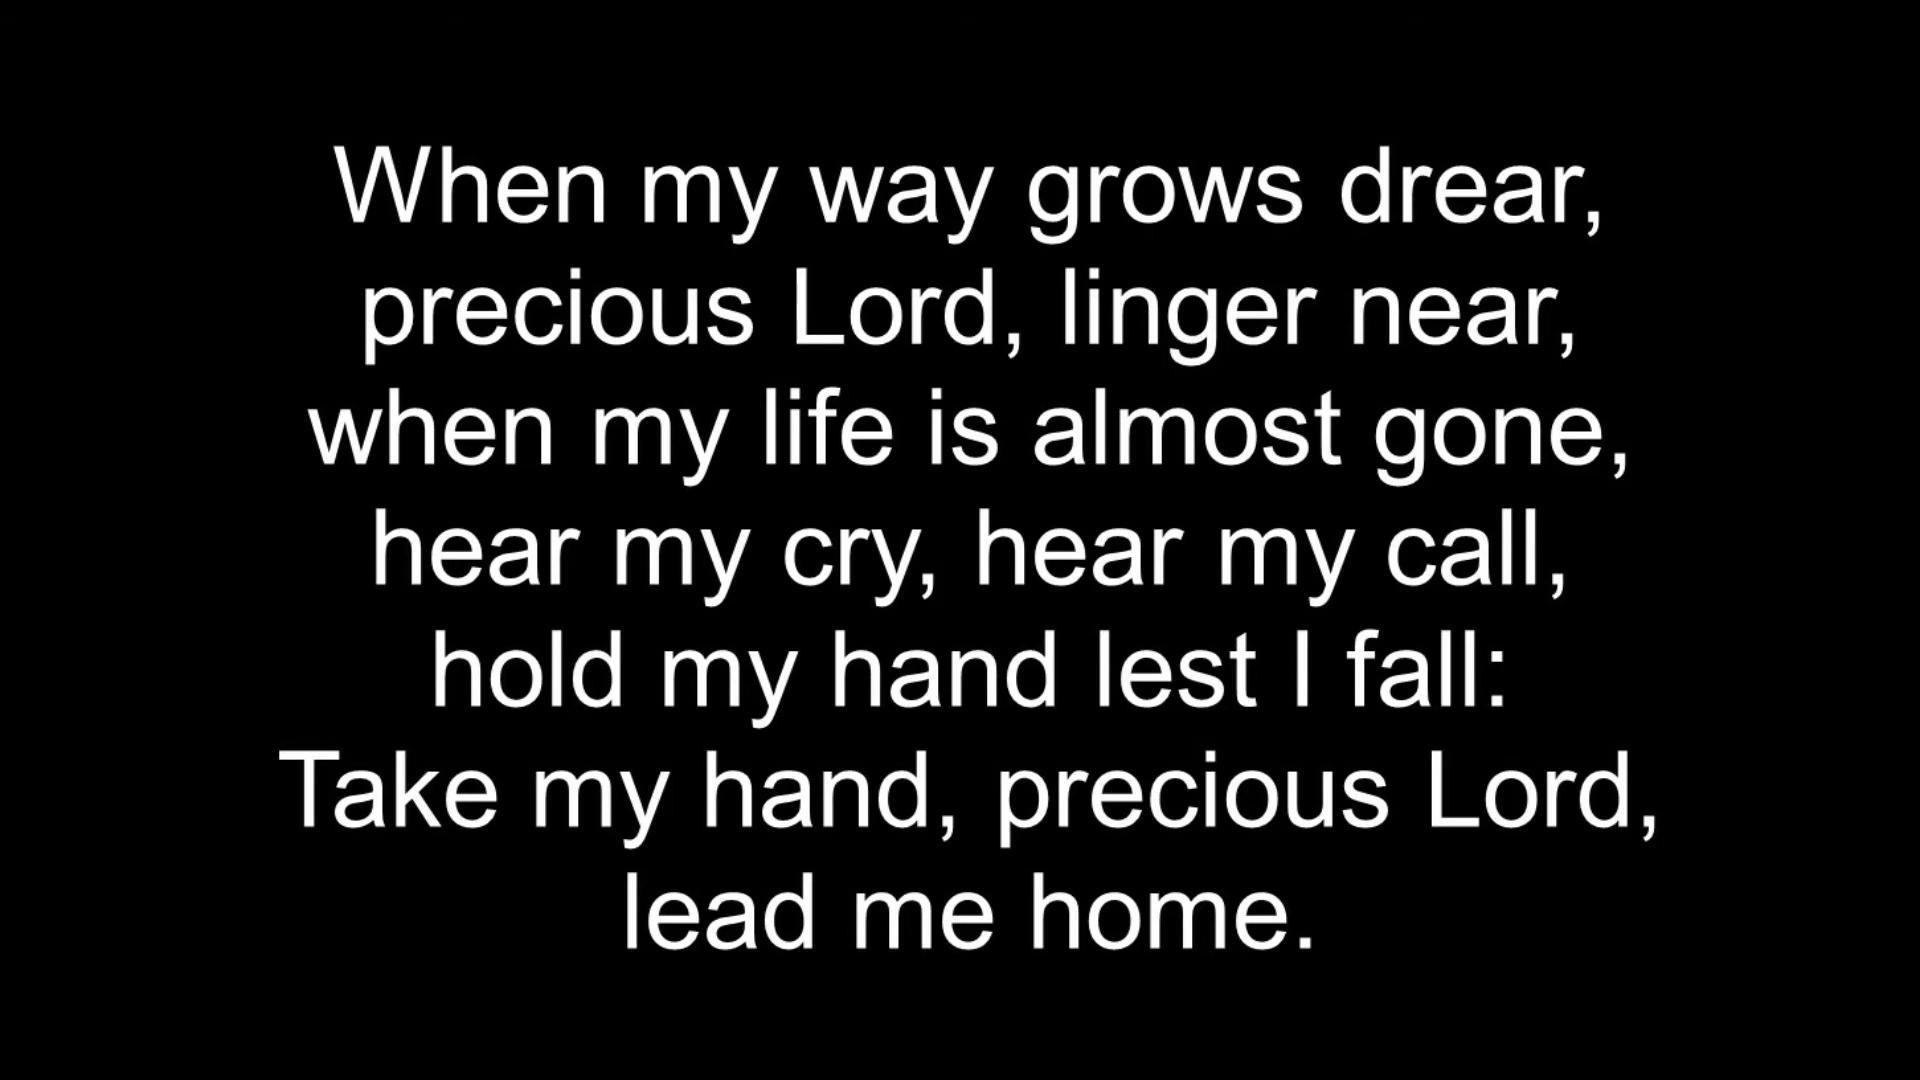 When my way grows drear,
precious Lord, linger near,
when my life is almost gone,
hear my cry, hear my call,
hold my hand lest I fall:
Take my hand, precious Lord,
lead me home.